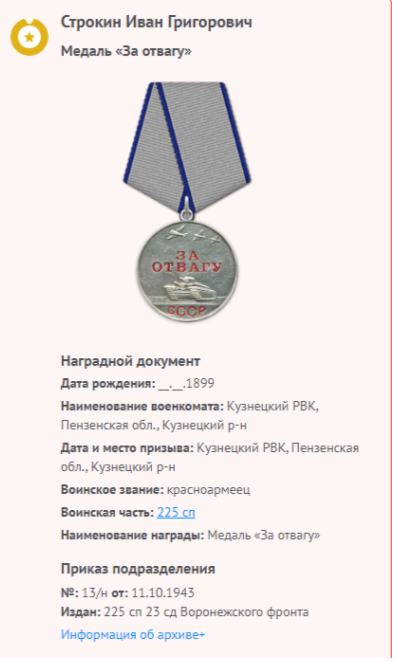 Строкин Иван Григорович
Медаль «За отвагу»
ЗА
ОТВАГУ
СССР
Наградной документ
Дата рождения: __.__.1899
Наименование военкомата: Кузнецкий РВК,
Пензенская обл., Кузнецкий р-н
Дата и место призыва: Кузнецкий РВК, Пензенская
обл., Кузнецкий р-н
Воинское звание: красноармеец
Воинская часть: 225 сп
Наименование награды: Медаль «За отвагу»
Приказ подразделения
№: 13/н от: 11.10.1943
Издан: 225 сп 23 сд Воронежского фронта
Информация об архиве+